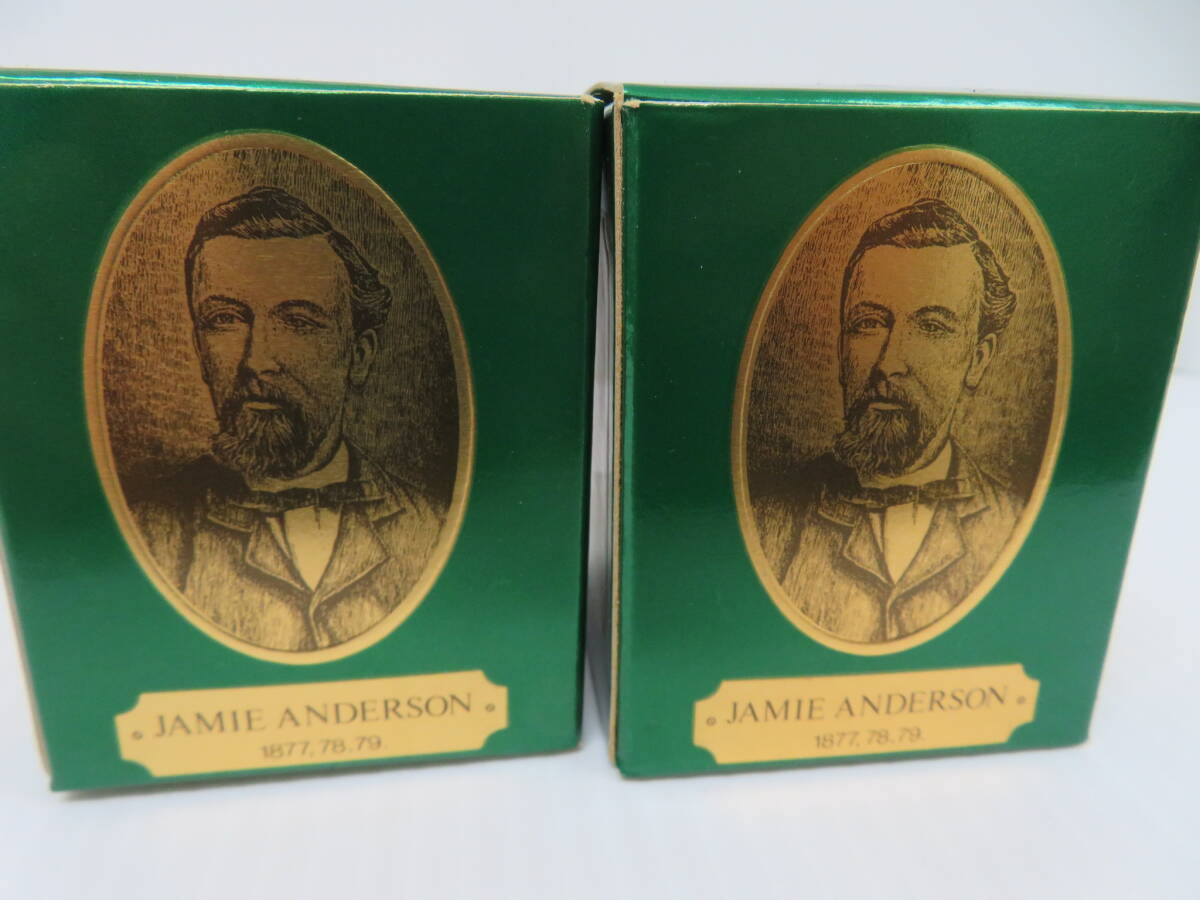 JAMIE ANDERSON
1877, 78. 79.
JAMIE ANDERSON
1877, 78. 79.